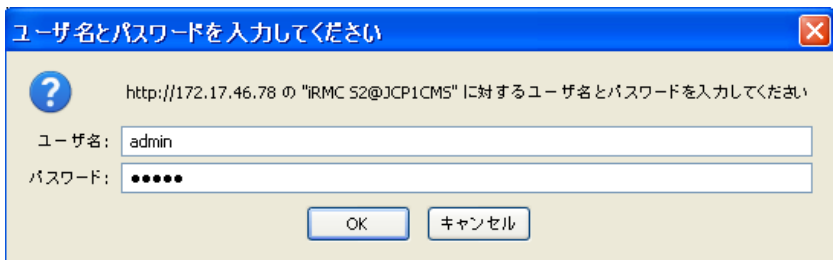 ユーザ名とパスワードを入力してください
http://172.17.46.78 の "iRMC S2@JCP1CMS" に対するユーザ名とパスワードを入力してください
ユーザ名: admin
パスワード: ●●●●●
OK キャンセル